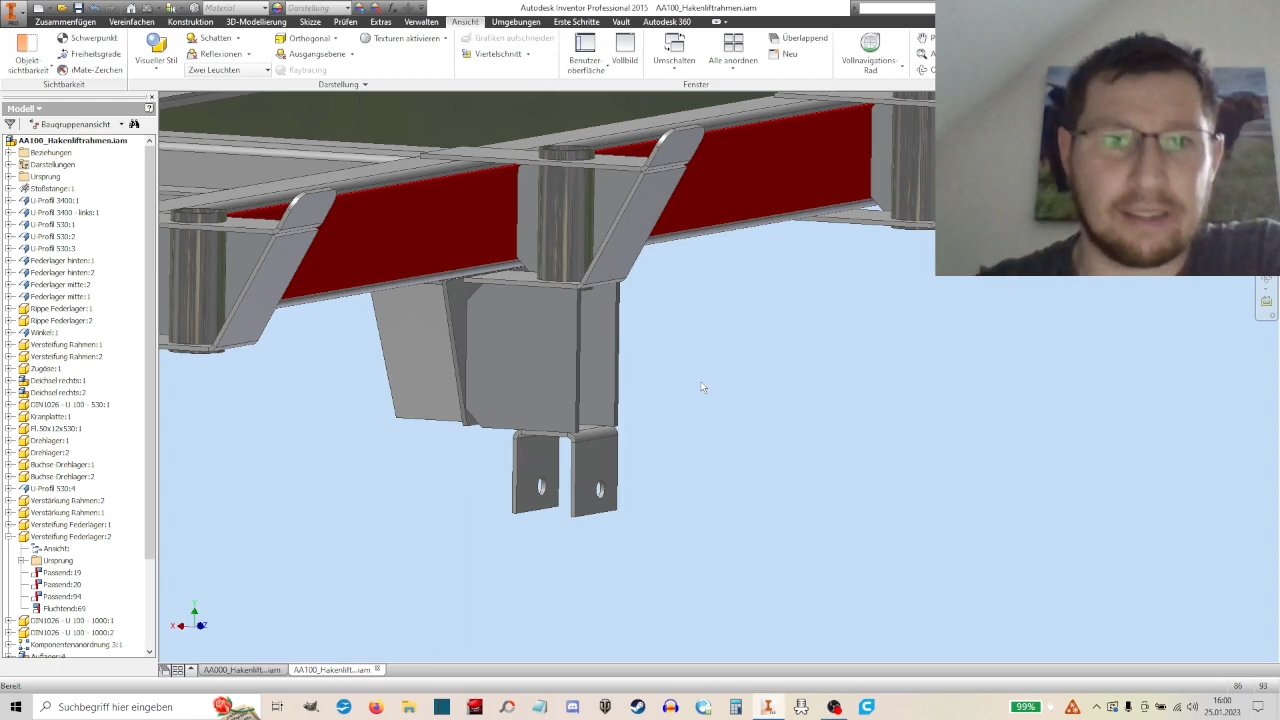 Autodesk Inventor Professional 2015 AA100_Hakenliftrahmen.iam
Material
Darstellung
Zusammenfügen Vereinfachen Konstruktion 3D-Modellierung Skizze Prüfen Extras Verwalten Ansicht Umgebungen Erste Schritte Vault Autodesk 360
Schwerpunkt
Freiheitsgrade
iMate-Zeichen
Objekt-
sichtbarkeit
Sichtbarkeit
Visueller Stil
Schatten
Reflexionen
Zwei Leuchten
Orthogonal
Ausgangsebene
Raytracing
Texturen aktivieren
Darstellung
Grafiken aufschneiden
Viertelschnitt
Benutzer-
oberfläche
Vollbild
Umschalten
Alle anordnen
Überlappend
Neu
Fenster
Vollnavigations-
Rad
Modell
Baugruppenansicht
AA100_Hakenliftrahmen.iam
Beziehungen
Darstellungen
Ursprung
Stoßstange:1
U-Profil 3400:1
U-Profil 3400 - links:1
U-Profil 530:1
U-Profil 530:2
U-Profil 530:3
Federlager hinten:1
Federlager hinten:2
Federlager mitte:2
Federlager mitte:1
Rippe Federlager:1
Rippe Federlager:2
Winkel:1
Versteifung Rahmen:1
Versteifung Rahmen:2
Zugöse:1
Deichsel rechts:1
Deichsel rechts:2
DIN1026 - U 100 - 530:1
Kranplatte:1
Fl.50x12x530:1
Drehlager:1
Drehlager:2
Buchse-Drehlager:1
Buchse-Drehlager:2
U-Profil 530:4
Verstärkung Rahmen:2
Verstärkung Rahmen:1
Versteifung Federlager:1
Versteifung Federlager:2
Ansicht:
Ursprung
Passend:19
Passend:20
Passend:94
Fluchtend:69
DIN1026 - U 100 - 1000:1
DIN1026 - U 100 - 1000:2
Komponentenanordnung 3:1
Y
X
Z
AA000_Hakenlift...iam
AA100_Hakenlift...iam
Bereit
86 93
Suchbegriff hier eingeben
99%
16:00
25.01.2023